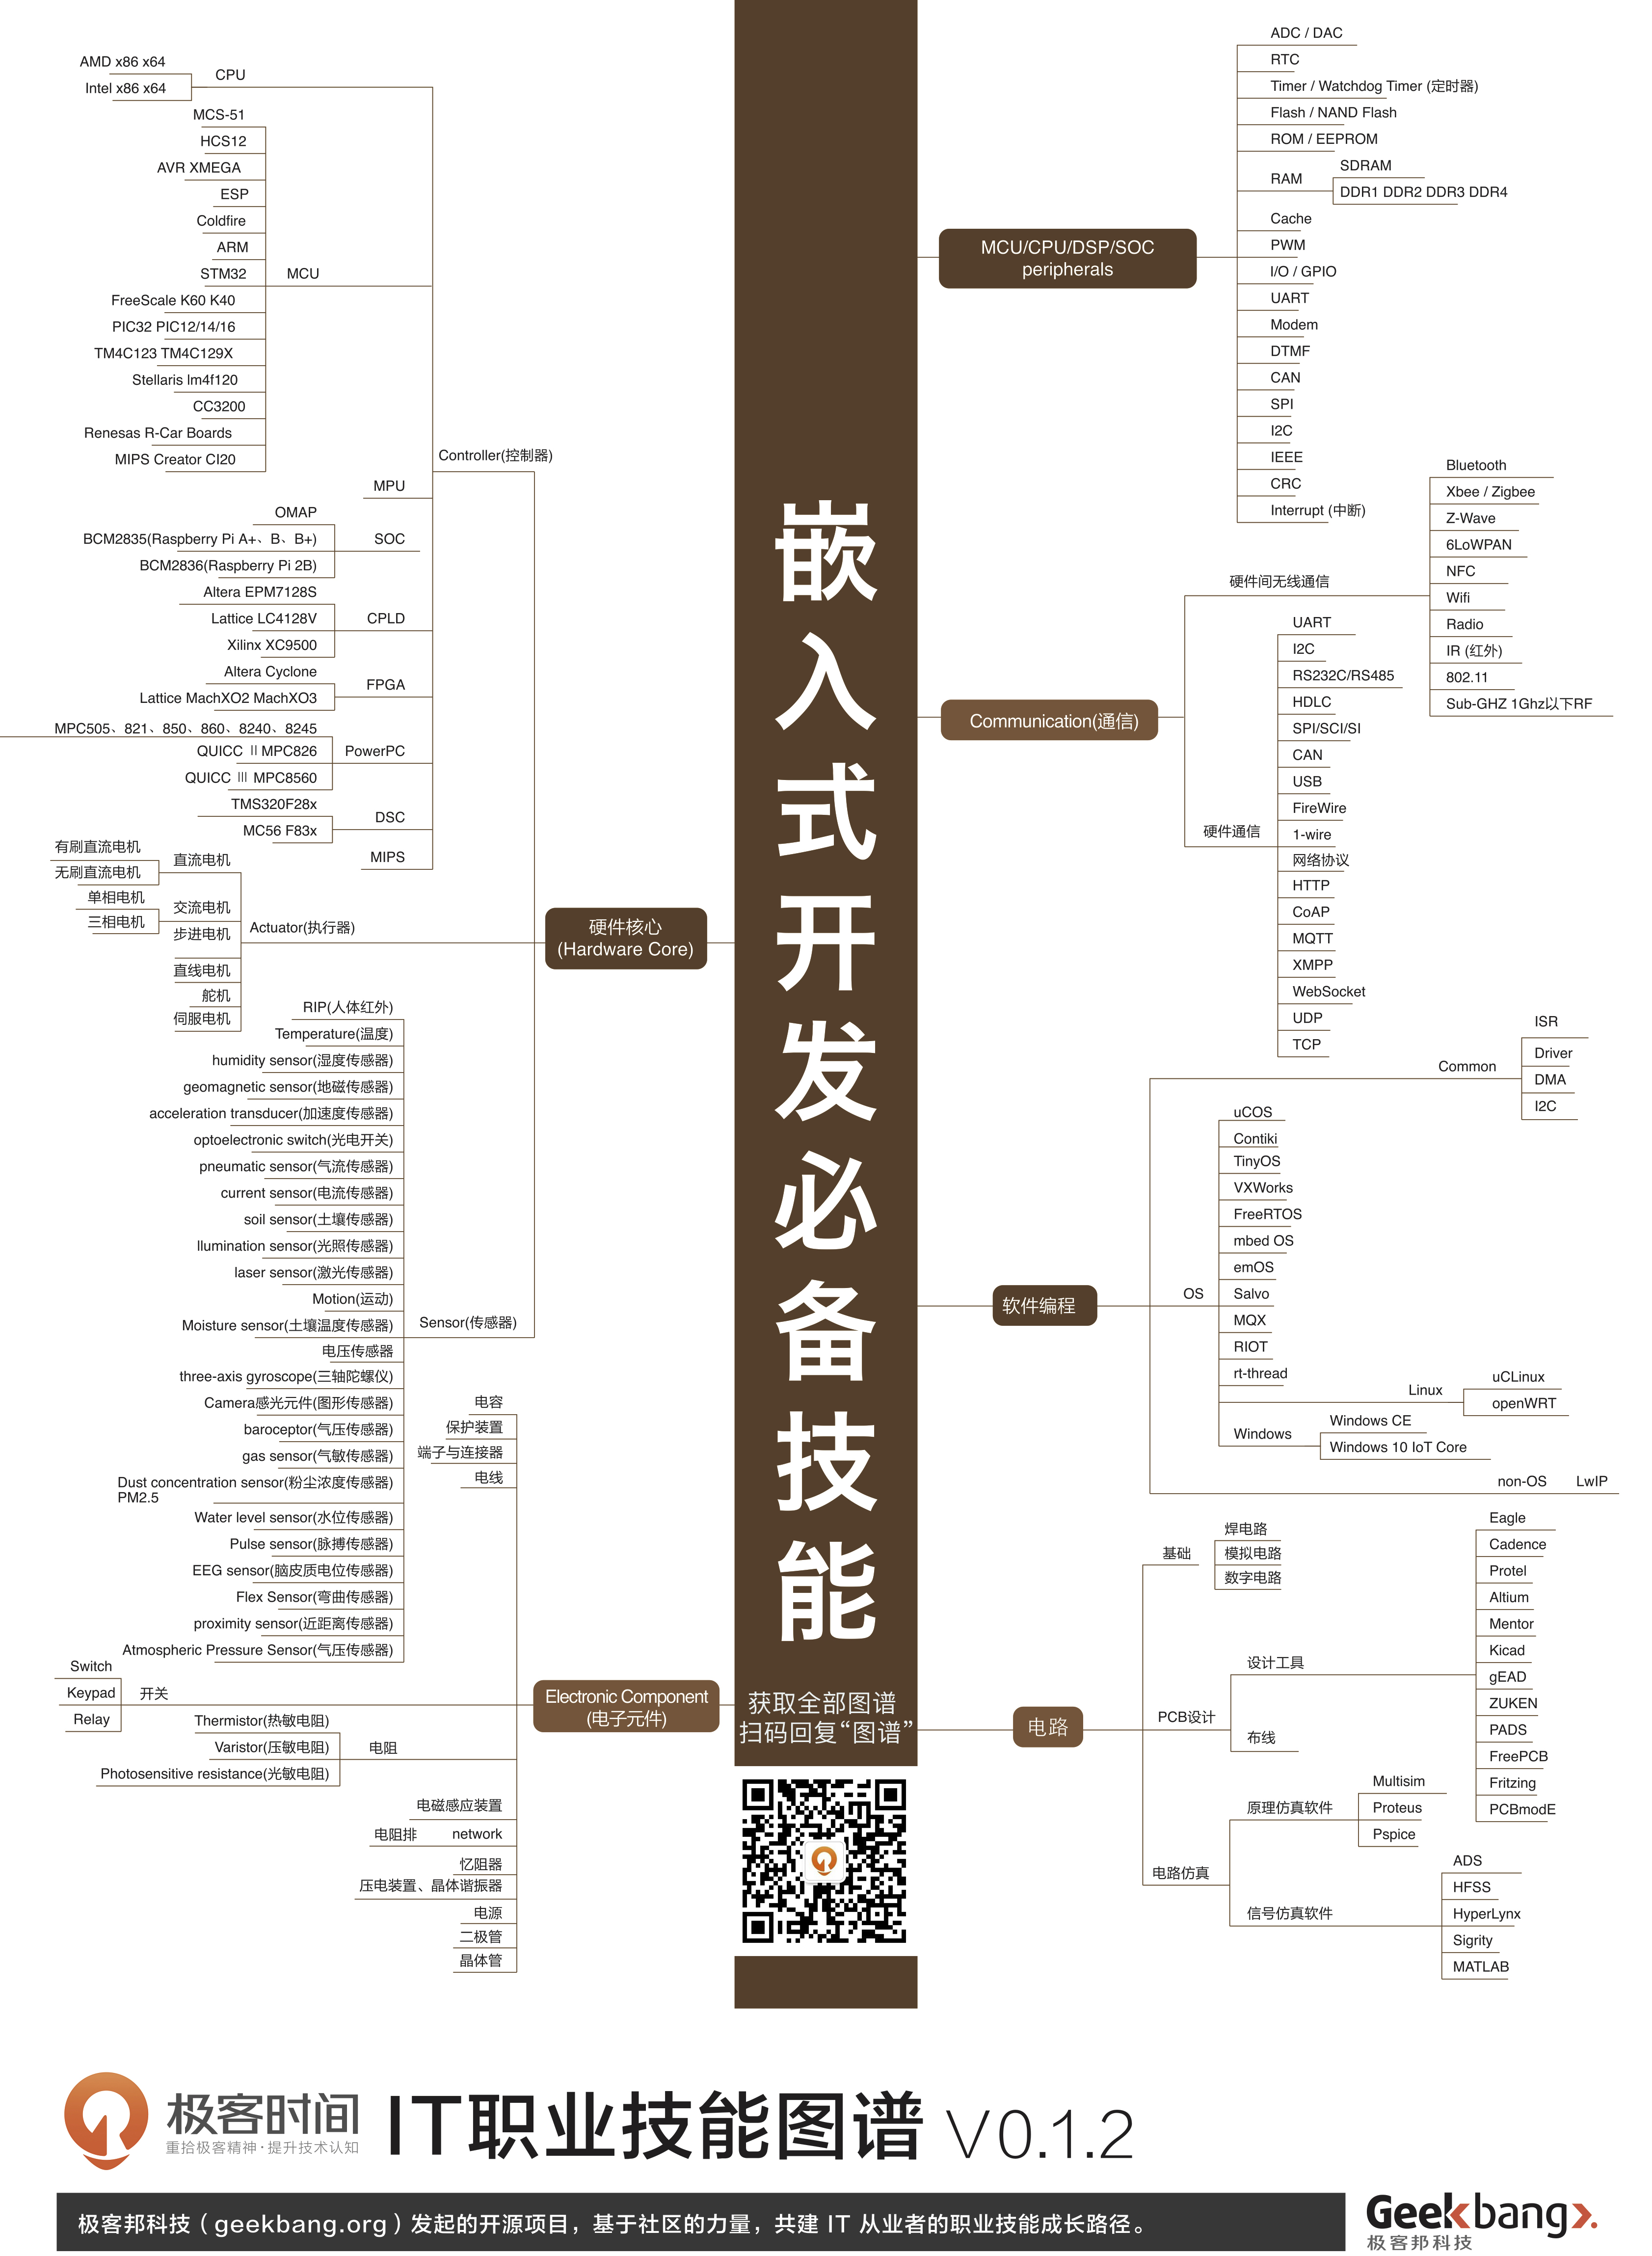 AMD x86 x64
Intel x86 x64
CPU
MCS-51
HCS12
AVR XMEGA
ESP
Coldfire
ARM
STM32
MCU
FreeScale K60 K40
PIC32 PIC12/14/16
TM4C123 TM4C129X
Stellaris lm4f120
CC3200
Renesas R-Car Boards
MIPS Creator CI20
Controller(控制器)
MPU
OMAP
BCM2835(Raspberry Pi A+、B、B+)
SOC
BCM2836(Raspberry Pi 2B)
Altera EPM7128S
Lattice LC4128V
CPLD
Xilinx XC9500
Altera Cyclone
FPGA
Lattice MachXO2 MachXO3
MPC505、821、850、860、8240、8245
QUICC Ⅱ MPC826
PowerPC
QUICC Ⅲ MPC8560
TMS320F28x
DSC
MC56 F83x
MIPS
有刷直流电机
直流电机
无刷直流电机
单相电机
交流电机
三相电机
步进电机
Actuator(执行器)
直线电机
舵机
伺服电机
硬件核心
(Hardware Core)
RIP(人体红外)
Temperature(温度)
humidity sensor(湿度传感器)
geomagnetic sensor(地磁传感器)
acceleration transducer(加速度传感器)
optoelectronic switch(光电开关)
pneumatic sensor(气流传感器)
current sensor(电流传感器)
soil sensor(土壤传感器)
llumination sensor(光照传感器)
laser sensor(激光传感器)
Motion(运动)
Moisture sensor(土壤温度传感器)
Sensor(传感器)
电压传感器
three-axis gyroscope(三轴陀螺仪)
Camera感光元件(图形传感器)
baroceptor(气压传感器)
gas sensor(气敏传感器)
Dust concentration sensor(粉尘浓度传感器)
PM2.5
Water level sensor(水位传感器)
Pulse sensor(脉搏传感器)
EEG sensor(脑皮质电位传感器)
Flex Sensor(弯曲传感器)
proximity sensor(近距离传感器)
Atmospheric Pressure Sensor(气压传感器)
电容
保护装置
端子与连接器
电线
Switch
Keypad
开关
Relay
Electronic Component
(电子元件)
Thermistor(热敏电阻)
Varistor(压敏电阻)
电阻
Photosensitive resistance(光敏电阻)
电磁感应装置
电阻排 network
忆阻器
压电装置、晶体谐振器
电源
二极管
晶体管
嵌
入
式
开
发
必
备
技
能
获取全部图谱
扫码回复“图谱”
ADC / DAC
RTC
Timer / Watchdog Timer (定时器)
Flash / NAND Flash
ROM / EEPROM
RAM
SDRAM
DDR1 DDR2 DDR3 DDR4
Cache
PWM
MCU/CPU/DSP/SOC
peripherals
I/O / GPIO
UART
Modem
DTMF
CAN
SPI
I2C
IEEE
CRC
Interrupt (中断)
Bluetooth
Xbee / Zigbee
Z-Wave
6LoWPAN
NFC
硬件间无线通信
Wifi
Radio
IR (红外)
802.11
Sub-GHZ 1Ghz以下RF
Communication(通信)
UART
I2C
RS232C/RS485
HDLC
SPI/SCI/SI
CAN
USB
FireWire
硬件通信
1-wire
网络协议
HTTP
CoAP
MQTT
XMPP
WebSocket
UDP
TCP
ISR
Common
Driver
DMA
I2C
uCOS
Contiki
TinyOS
VXWorks
FreeRTOS
mbed OS
emOS
软件编程
OS
Salvo
MQX
RIOT
rt-thread
Linux
uCLinux
openWRT
Windows
Windows CE
Windows 10 IoT Core
non-OS LwIP
基础
焊电路
模拟电路
数字电路
Eagle
Cadence
Protel
Altium
Mentor
Kicad
设计工具
gEAD
ZUKEN
PADS
FreePCB
Fritzing
PCBmodE
电路
PCB设计
布线
Multisim
原理仿真软件
Proteus
Pspice
电路仿真
ADS
HFSS
信号仿真软件
HyperLynx
Sigrity
MATLAB
极客时间
重拾极客精神·提升技术认知
IT职业技能图谱 V0.1.2
极客邦科技（geekbang.org）发起的开源项目，基于社区的力量，共建 IT 从业者的职业技能成长路径。
Geekbang
极客邦科技